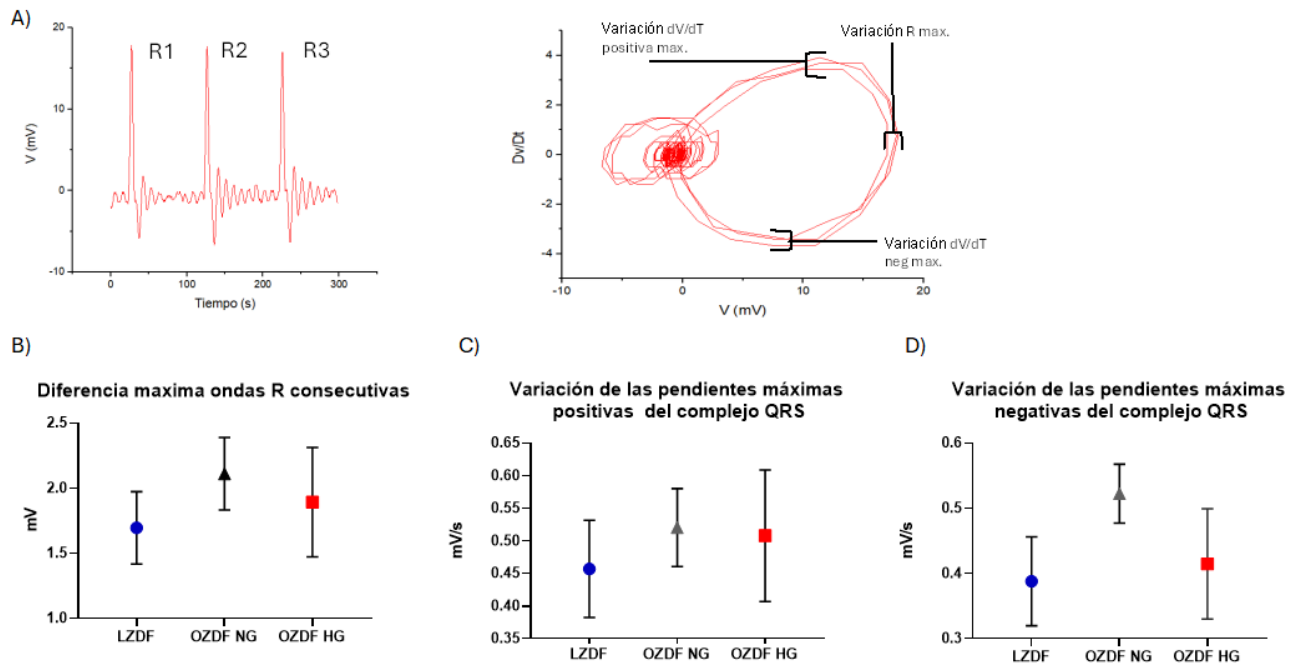 A)
R1
R2
R3
20
10
0
-10
V (mV)
0
100
200
300
Tiempo (s)
Variación dV/dT
positiva max.
Variación R max.
Variación dV/dT
neg max.
4
2
0
-2
-4
Dv/Dt
-10
0
10
20
V (mV)
B)
Diferencia maxima ondas R consecutivas
2.5
2.0
1.5
1.0
mV
LZDF
OZDF NG
OZDF HG
C)
Variación de las pendientes máximas
positivas del complejo QRS
0.65
0.60
0.55
0.50
0.45
0.40
0.35
mV/s
LZDF
OZDF NG
OZDF HG
D)
Variación de las pendientes máximas
negativas del complejo QRS
0.6
0.5
0.4
0.3
mV/s
LZDF
OZDF NG
OZDF HG